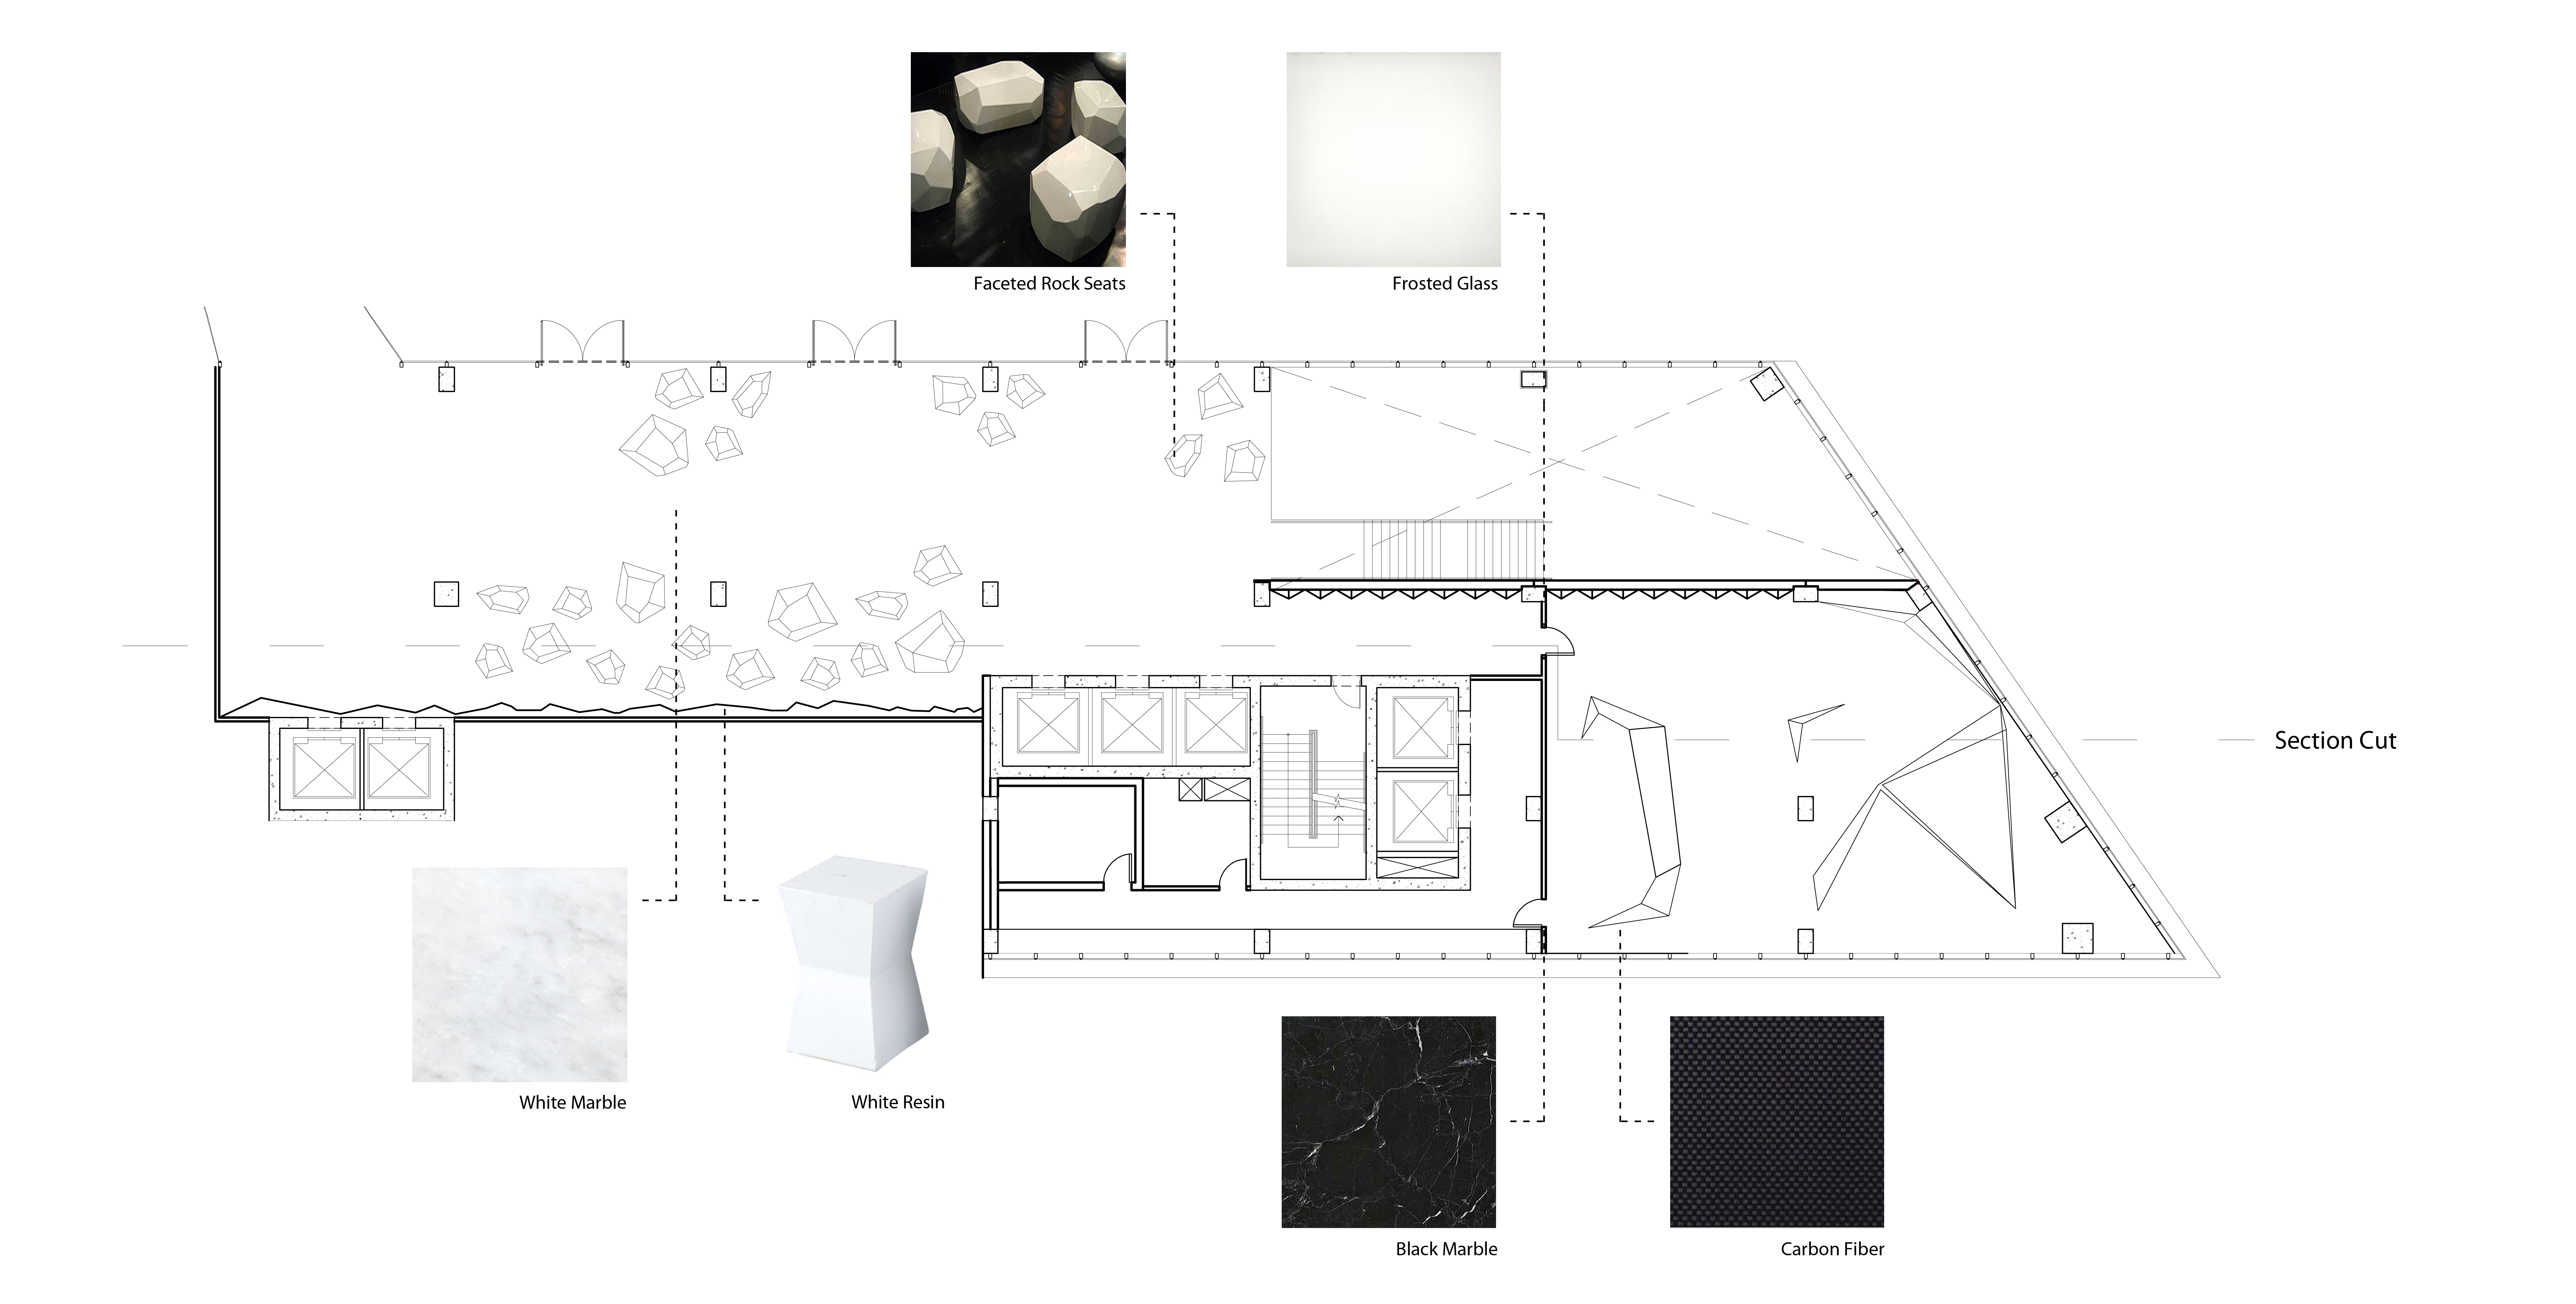 Faceted Rock Seats
Frosted Glass
Section Cut
White Marble
White Resin
Black Marble
Carbon Fiber